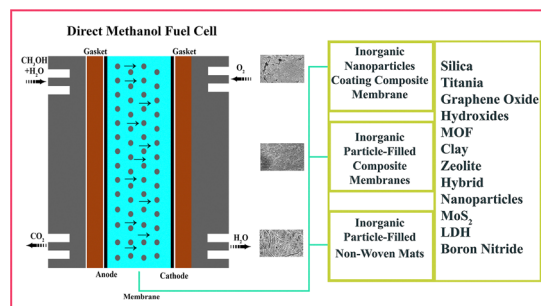 Direct Methanol Fuel Cell
Gasket
Gasket
CH3OH
+H2O
O2
CO2
H2O
Anode
Cathode
Membrane
Inorganic
Nanoparticles
Coating Composite
Membrane
Inorganic
Particle-Filled
Composite
Membranes
Inorganic
Particle-Filled
Non-Woven Mats
Silica
Titania
Graphene Oxide
Hydroxides
MOF
Clay
Zeolite
Hybrid
Nanoparticles
MoS2
LDH
Boron Nitride